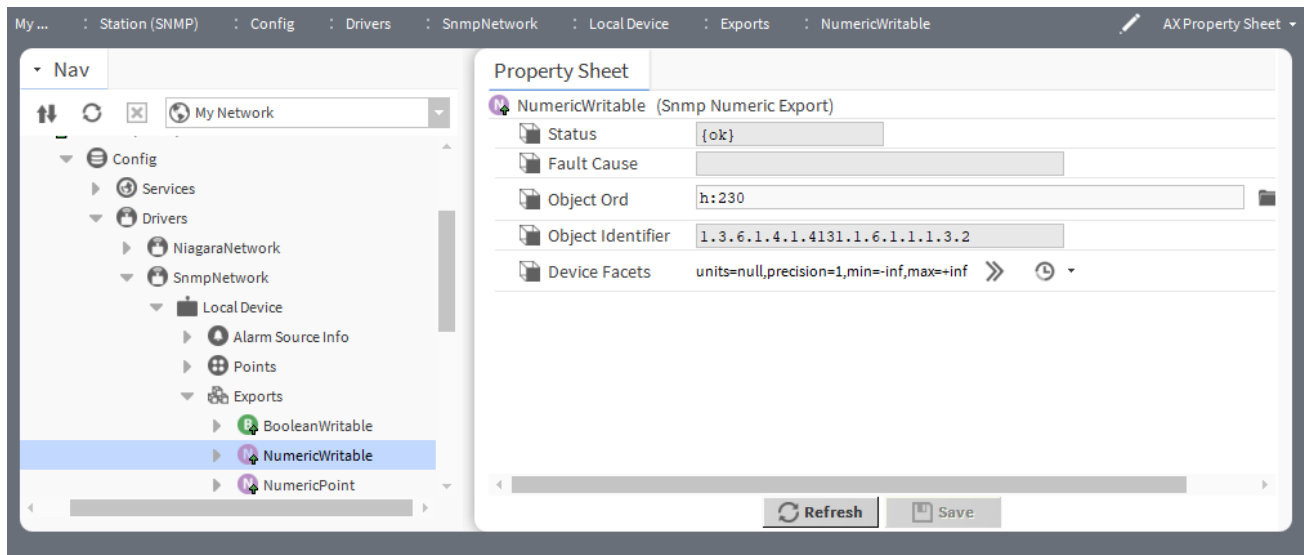 My ... : Station (SNMP) : Config : Drivers : SnmpNetwork : Local Device : Exports : NumericWritable AX Property Sheet
Nav
My Network
Config
Services
Drivers
NiagaraNetwork
SnmpNetwork
Local Device
Alarm Source Info
Points
Exports
B BooleanWritable
N NumericWritable
N NumericPoint
Property Sheet
N NumericWritable (Snmp Numeric Export)
Status {ok}
Fault Cause
Object Ord h:230
Object Identifier 1.3.6.1.4.1.4131.1.6.1.1.1.3.2
Device Facets units=null,precision=1,min=-inf,max=+inf
Refresh Save